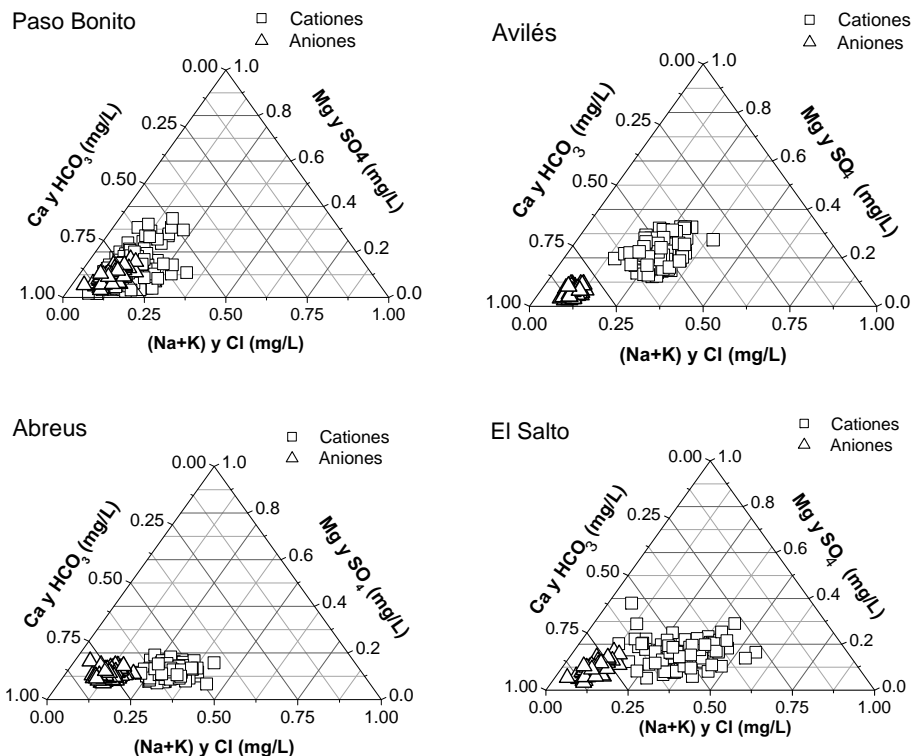 Paso Bonito
Cationes
Aniones
0.00 1.0
0.25 0.8
0.50 0.6
0.75 0.4
1.00 0.2
0.0
Ca y HCO3 (mg/L)
Mg y SO4 (mg/L)
0.00 0.25 0.50 0.75 1.00
(Na+K) y Cl (mg/L)
Avilés
Cationes
Aniones
0.00 1.0
0.25 0.8
0.50 0.6
0.75 0.4
1.00 0.2
0.0
Ca y HCO3 (mg/L)
Mg y SO4 (mg/L)
0.00 0.25 0.50 0.75 1.00
(Na+K) y Cl (mg/L)
Abreus
Cationes
Aniones
0.00 1.0
0.25 0.8
0.50 0.6
0.75 0.4
1.00 0.2
0.0
Ca y HCO3 (mg/L)
Mg y SO4 (mg/L)
0.00 0.25 0.50 0.75 1.00
(Na+K) y Cl (mg/L)
El Salto
Cationes
Aniones
0.00 1.0
0.25 0.8
0.50 0.6
0.75 0.4
1.00 0.2
0.0
Ca y HCO3 (mg/L)
Mg y SO4 (mg/L)
0.00 0.25 0.50 0.75 1.00
(Na+K) y Cl (mg/L)